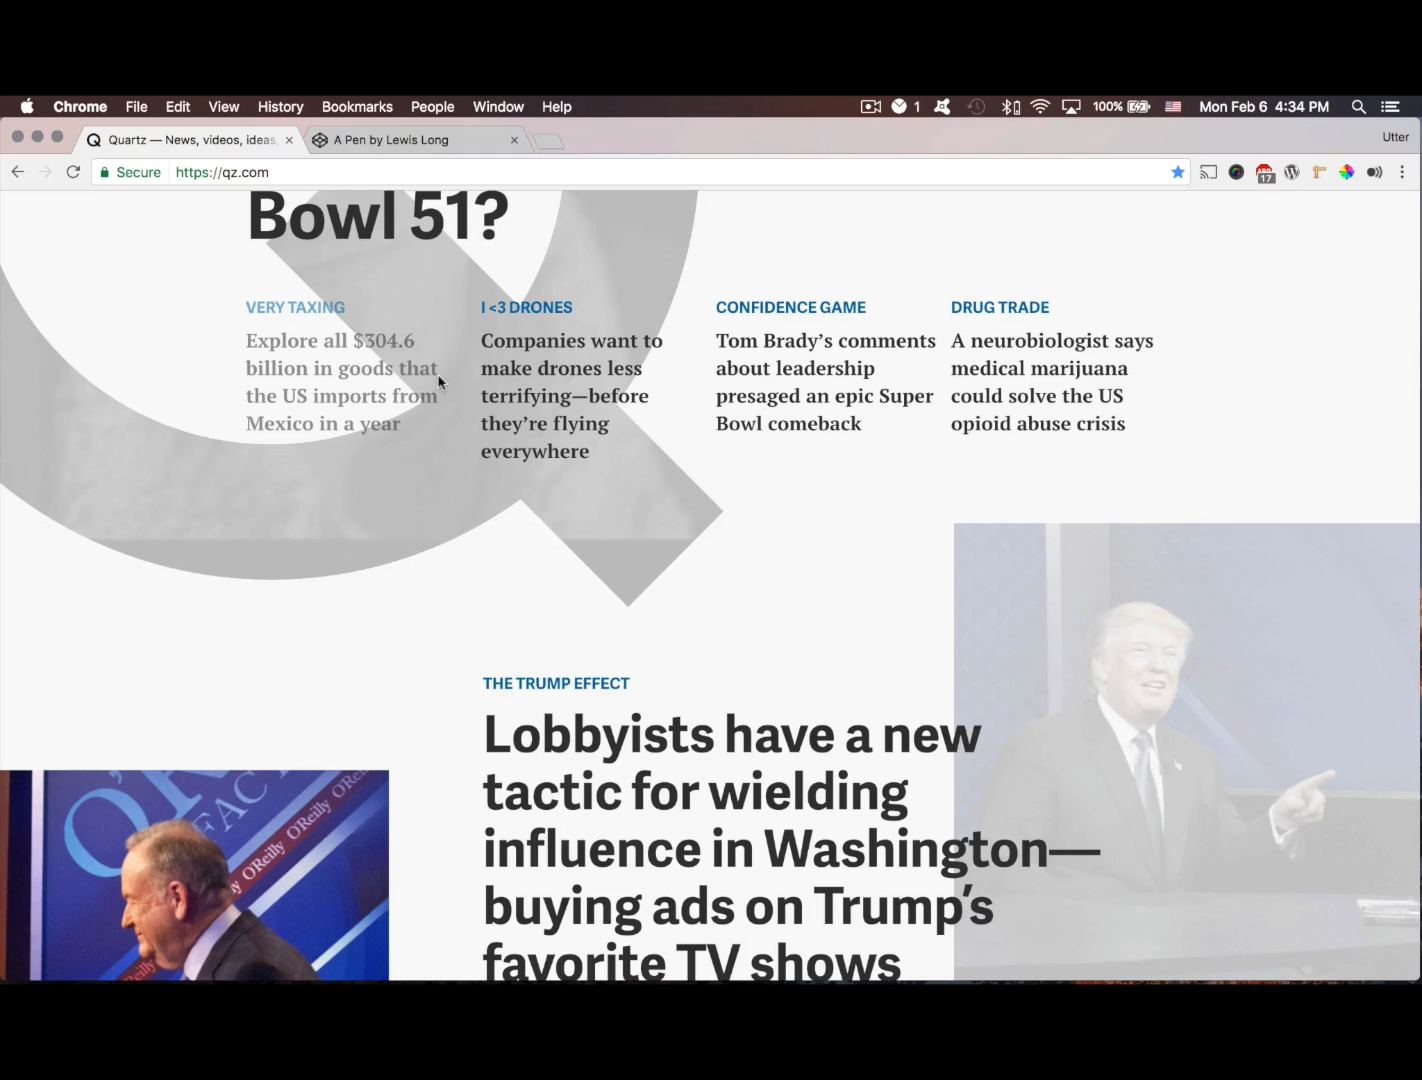 Chrome File Edit View History Bookmarks People Window Help 1 100% Mon Feb 6 4:34 PM
Quartz — News, videos, ideas, A Pen by Lewis Long Utter
Secure https://qz.com 17
Bowl 51?
VERY TAXING
Explore all $304.6
billion in goods that
the US imports from
Mexico in a year
I <3 DRONES
Companies want to
make drones less
terrifying—before
they're flying
everywhere
CONFIDENCE GAME
Tom Brady's comments
about leadership
presaged an epic Super
Bowl comeback
DRUG TRADE
A neurobiologist says
medical marijuana
could solve the US
opioid abuse crisis
THE TRUMP EFFECT
Lobbyists have a new
tactic for wielding
influence in Washington—
buying ads on Trump's
favorite TV shows
FAC
OReilly OReilly